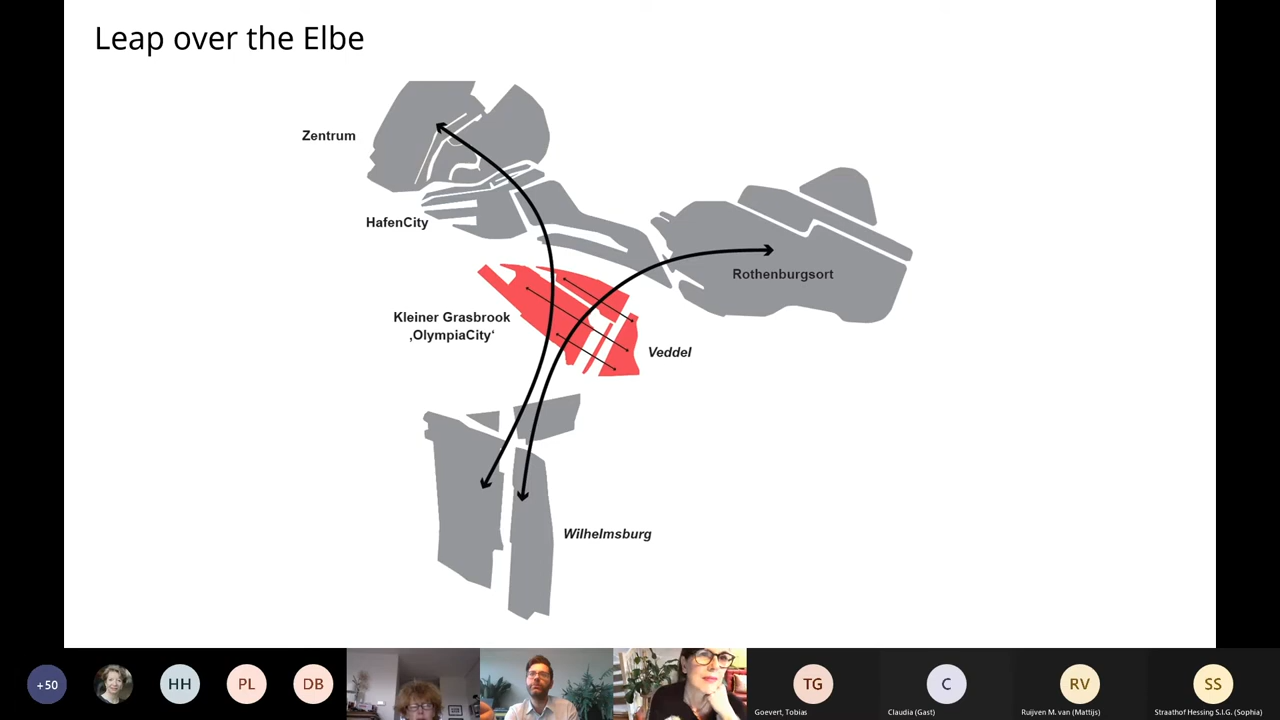 Leap over the Elbe
Zentrum
HafenCity
Rothenburgsort
Kleiner Grasbrook
‚OlympiaCity‘
Veddel
Wilhelmsburg
+50
HH
PL
DB
TG
C
RV
SS
Goevert, Tobias
Claudia (Gast)
Ruijven M. van (Mattijs)
Straathof Hessing S.I.G. (Sophia)